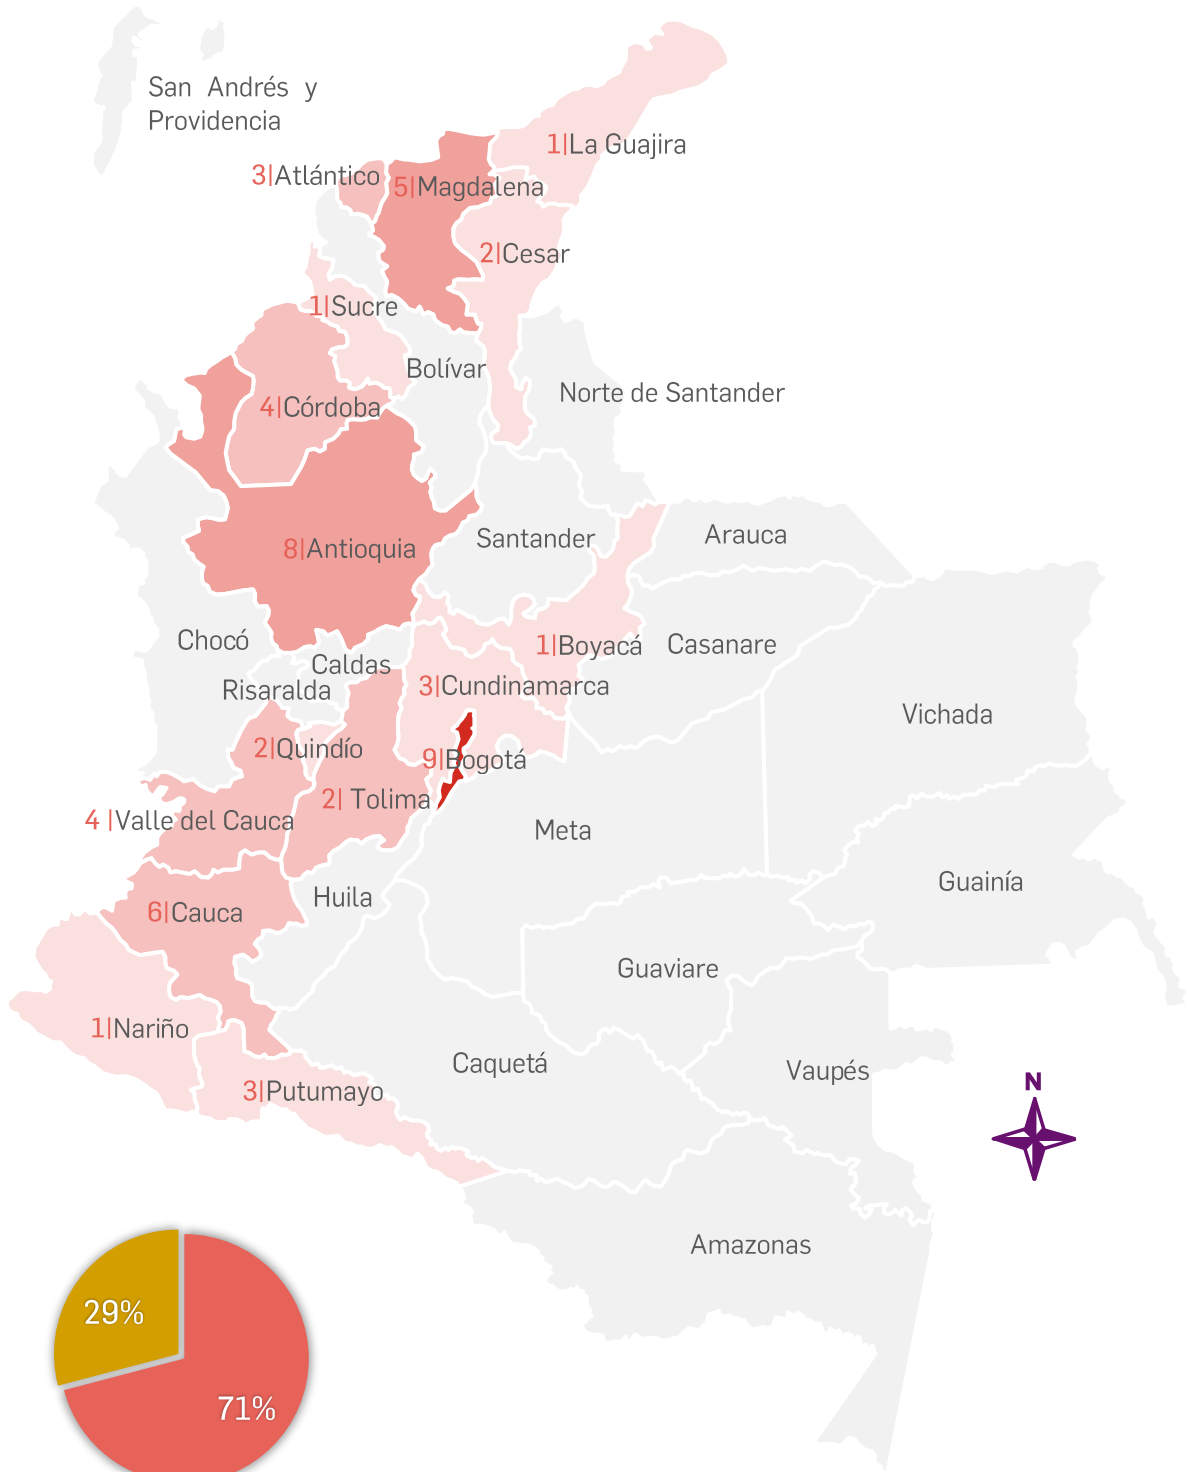 San Andrés y
Providencia
1|La Guajira
3|Atlántico
5|Magdalena
2|Cesar
1|Sucre
Bolívar
Norte de Santander
4|Córdoba
Santander
Arauca
8|Antioquia
Chocó
1|Boyacá
Casanare
Caldas
Risaralda
3|Cundinamarca
Vichada
2|Quindío
9|Bogotá
2| Tolima
4 |Valle del Cauca
Meta
Guainía
Huila
6|Cauca
Guaviare
1|Nariño
Caquetá
Vaupés
N
3|Putumayo
Amazonas
29%
71%